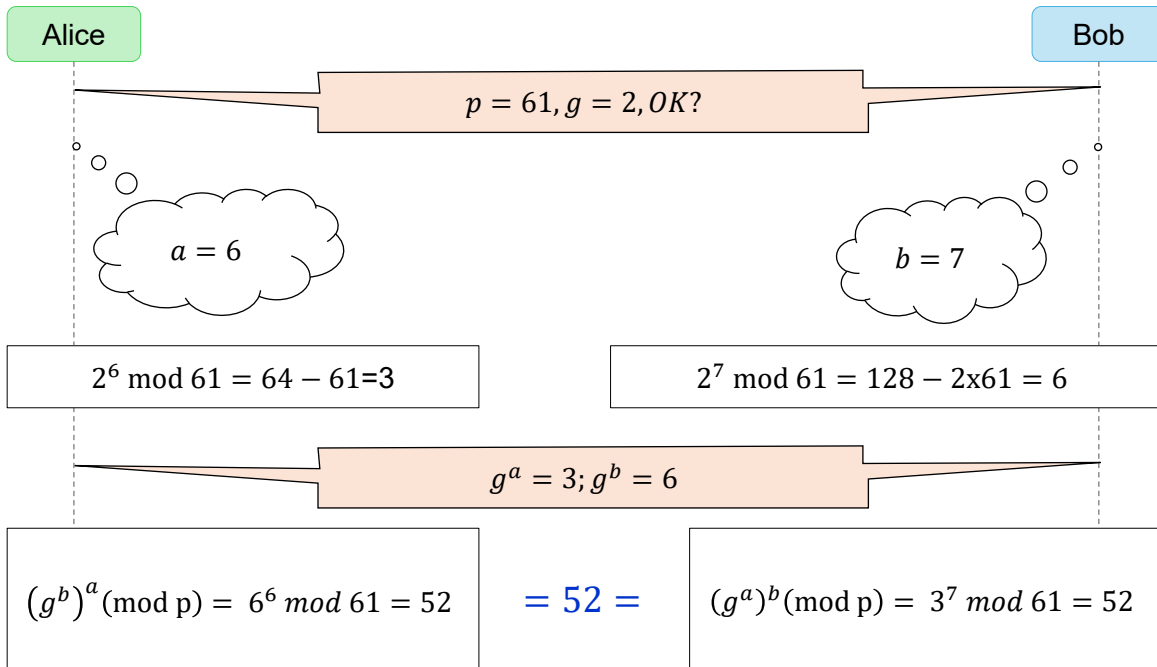 Alice
Bob
𝑝 = 61, 𝑔 = 2, 𝑂𝐾?
𝑎 = 6
𝑏 = 7
2⁶ mod 61 = 64 − 61=3
2⁷ mod 61 = 128 − 2x61 = 6
𝑔ᵃ = 3; 𝑔ᵇ = 6
(𝑔ᵇ)ᵃ(mod p) = 6⁶ 𝑚𝑜𝑑 61 = 52
= 52 =
(𝑔ᵃ)ᵇ(mod p) = 3⁷ 𝑚𝑜𝑑 61 = 52